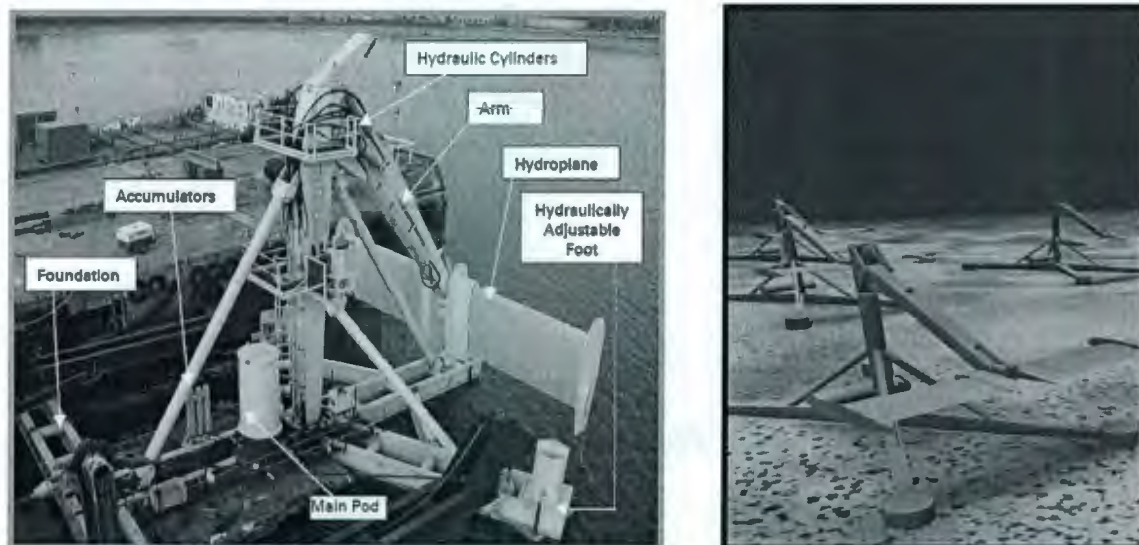 Hydraulic Cylinders
Arm
Hydroplane
Hydraulically
Adjustable
Foot
Accumulators
Foundation
Main Pod